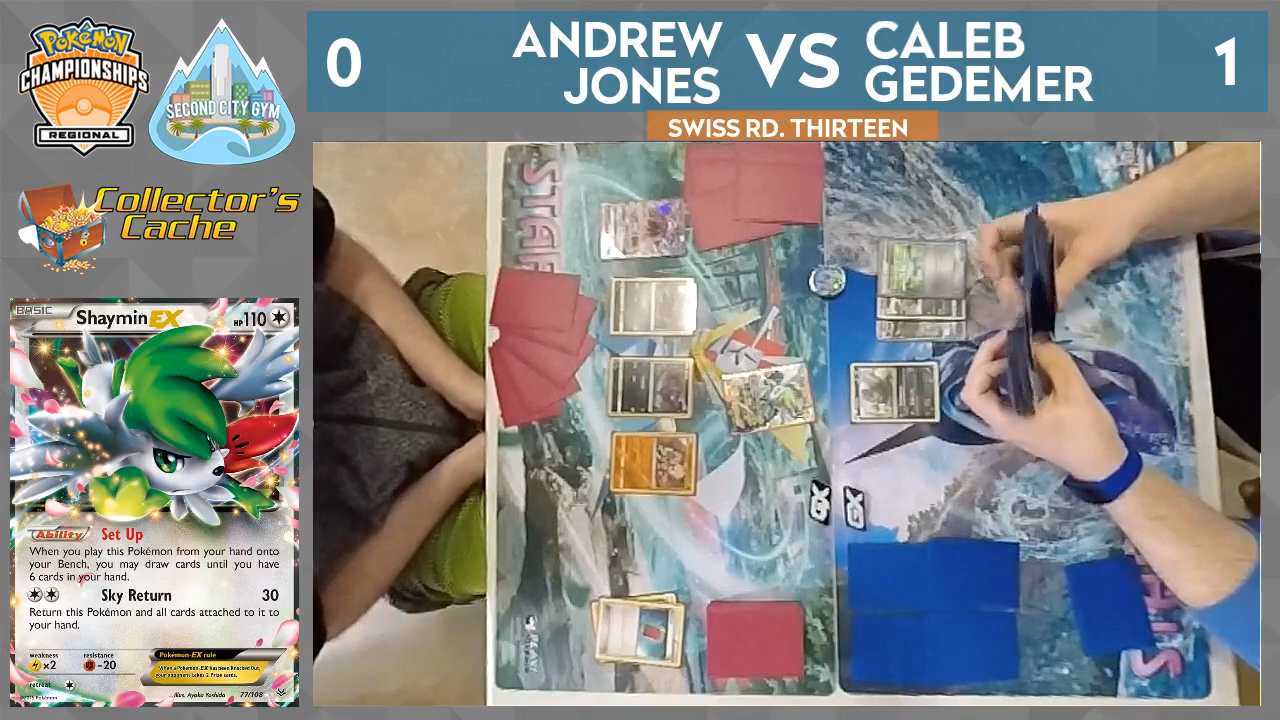 Pokémon
CHAMPIONSHIPS
REGIONAL
SECOND CITY GYM
Collector's
Cache
0
ANDREW
JONES
VS
CALEB
GEDEMER
1
SWISS RD. THIRTEEN
BASIC
Shaymin EX
HP110
Ability Set Up
When you play this Pokémon from your hand onto
your Bench, you may draw cards until you have
6 cards in your hand.
Sky Return 30
Return this Pokémon and all cards attached to it to
your hand.
weakness
×2
resistance
-20
retreat
Pokémon-EX rule
When a Pokémon-EX has been Knocked Out,
your opponent takes 2 Prize cards.
Illus. Ayaka Yoshida
77/108
STAF